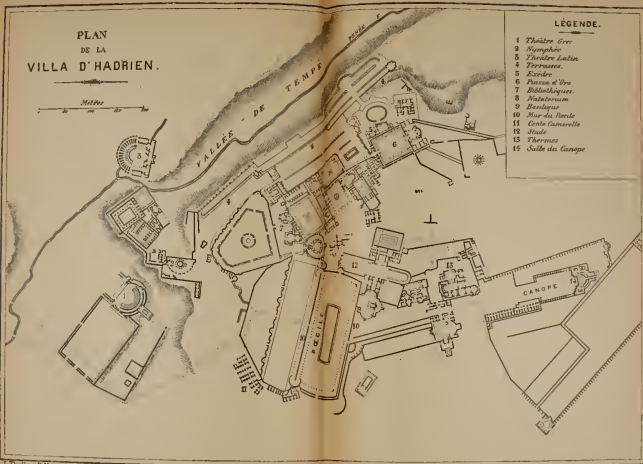 PLAN
DE LA
VILLA D'HADRIEN.
Mètres
VALLÉE - DE - TEMPE
LÉGENDE.
1 Théâtre Grec
2 Nymphée
3 Théâtre Latin
4 Terrasses.
5 Exèdre
6 Piazza d'Oro
7 Bibliothèques.
8 Natatorium
9 Basilique
10 Mur du Pœcile
11 Cento Camerelle
12 Stade
13 Thermes
14 Salle du Canope
PŒCILE
CANOPE